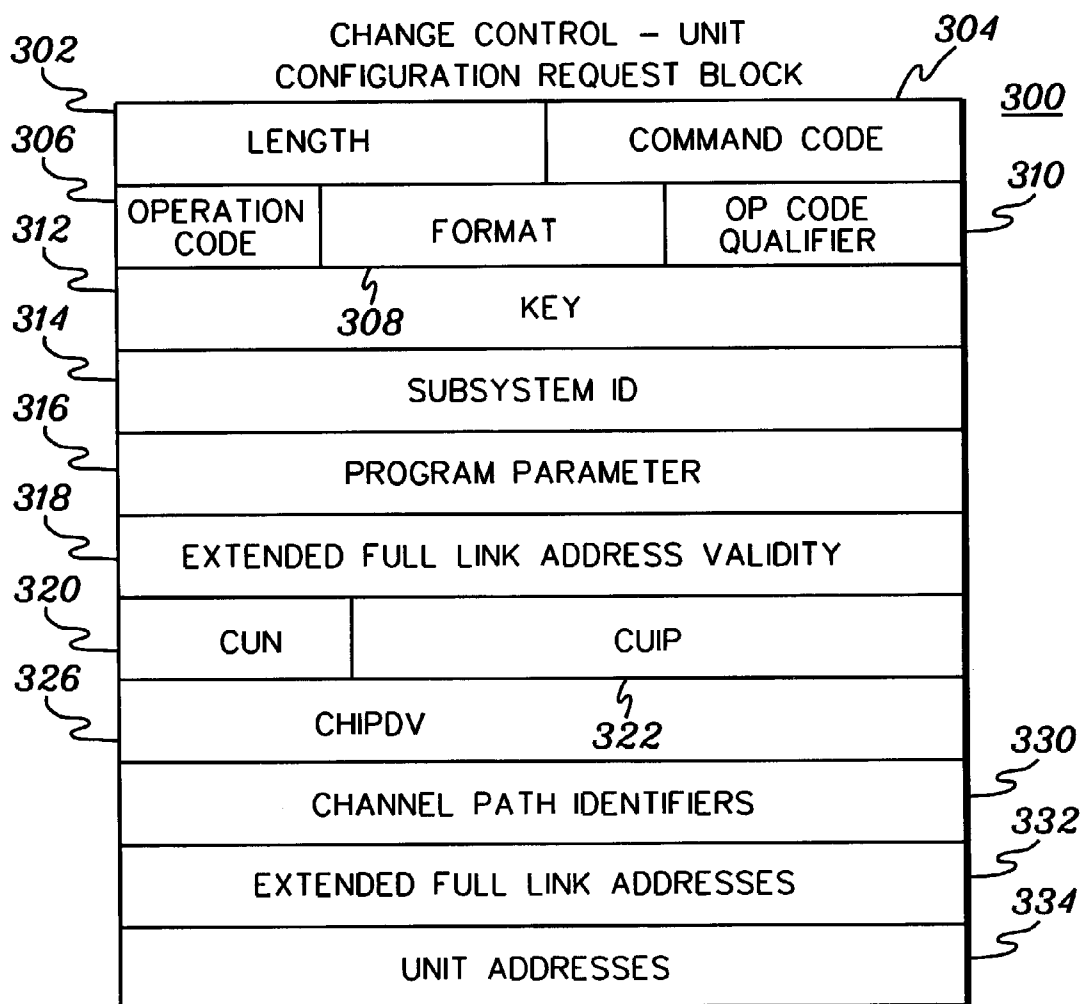 CHANGE CONTROL – UNIT
CONFIGURATION REQUEST BLOCK
302
304
300
LENGTH
COMMAND CODE
306
310
OPERATION
CODE
FORMAT
OP CODE
QUALIFIER
312
308
KEY
314
SUBSYSTEM ID
316
PROGRAM PARAMETER
318
EXTENDED FULL LINK ADDRESS VALIDITY
320
CUN
CUIP
326
322
CHIPDV
330
CHANNEL PATH IDENTIFIERS
332
EXTENDED FULL LINK ADDRESSES
334
UNIT ADDRESSES